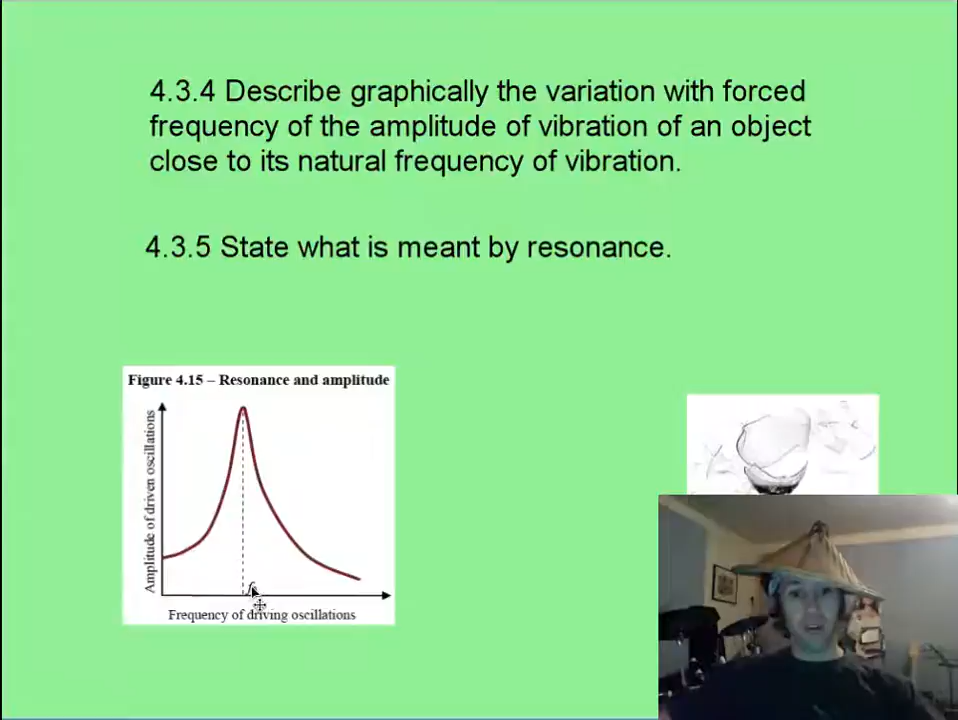 4.3.4 Describe graphically the variation with forced
frequency of the amplitude of vibration of an object
close to its natural frequency of vibration.
4.3.5 State what is meant by resonance.
Figure 4.15 – Resonance and amplitude
Amplitude of driven oscillations
Frequency of driving oscillations